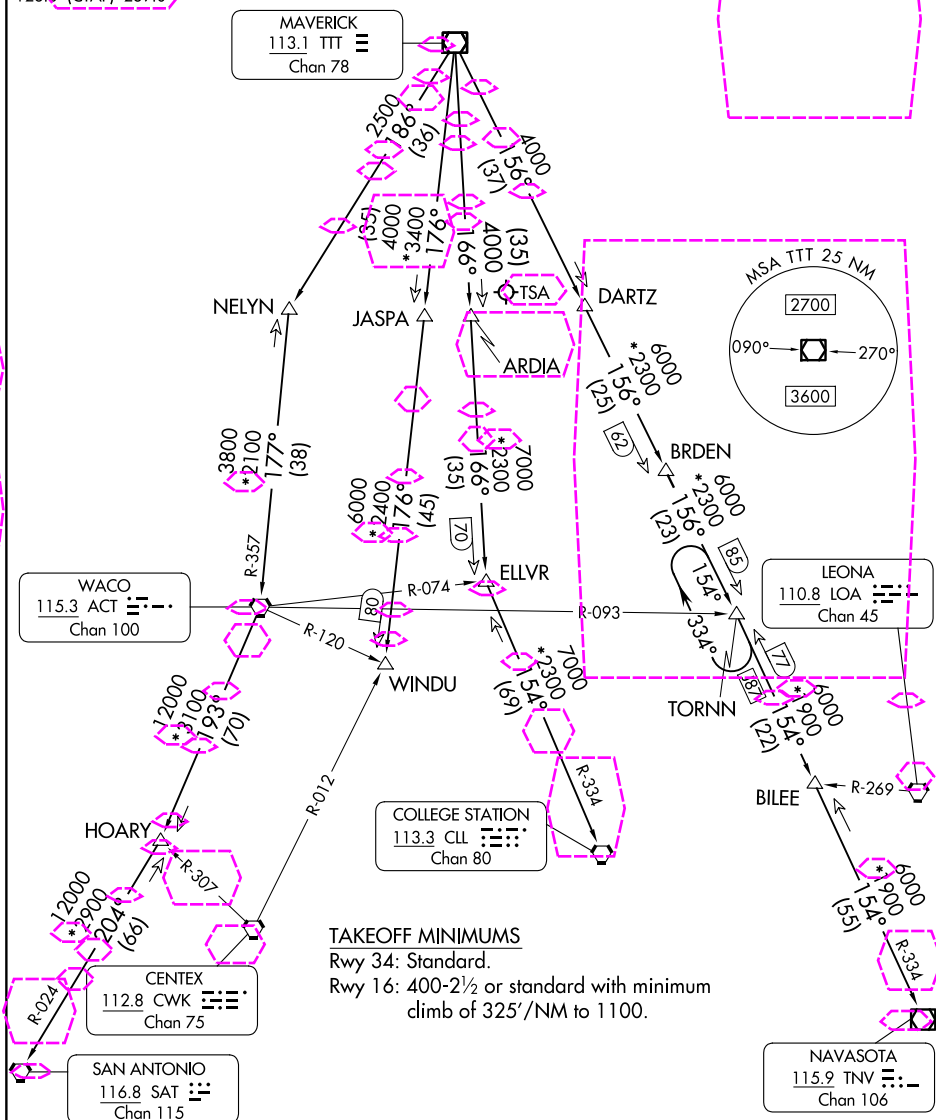 MAVERICK
113.1 TTT
Chan 78
2500
186°
(36)
(35)
4000
*3400
176°
166°
4000
(35)
4000
156°
(37)
TSA
NELYN
JASPA
ARDIA
DARTZ
MSA TTT 25 NM
2700
090°
270°
3600
6000
*2300
156°
(25)
62
BRDEN
3800
*2100
177°
(38)
6000
*2400
176°
(45)
7000
*2300
166°
(35)
70
6000
*2300
156°
(23)
85
R-357
WACO
115.3 ACT
Chan 100
R-074
ELLVR
R-093
R-120
80
WINDU
154°
334°
LEONA
110.8 LOA
Chan 45
77
87
TORNN
12000
*3100
193°
(70)
7000
*2300
154°
(69)
6000
*1900
154°
(22)
R-012
R-334
BILEE
R-269
HOARY
R-307
COLLEGE STATION
113.3 CLL
Chan 80
12000
*2900
204°
(66)
R-024
6000
*1900
154°
(55)
R-334
CENTEX
112.8 CWK
Chan 75
TAKEOFF MINIMUMS
Rwy 34: Standard.
Rwy 16: 400-2½ or standard with minimum
climb of 325'/NM to 1100.
SAN ANTONIO
116.8 SAT
Chan 115
NAVASOTA
115.9 TNV
Chan 106